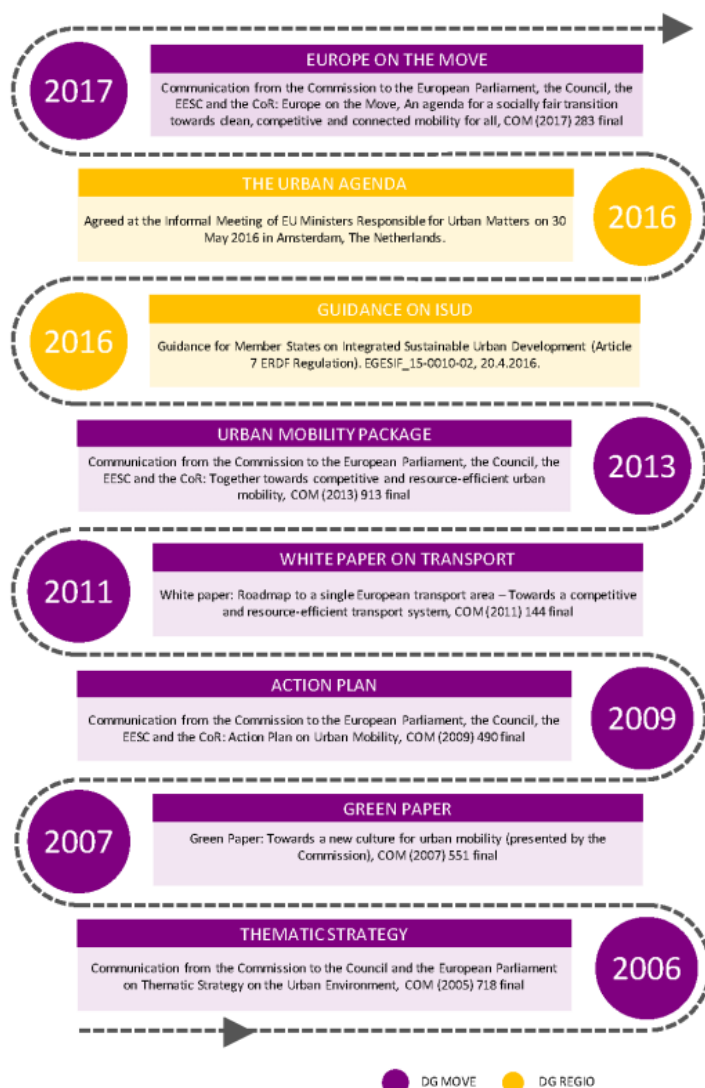 2017
EUROPE ON THE MOVE
Communication from the Commission to the European Parliament, the Council, the
EESC and the CoR: Europe on the Move, An agenda for a socially fair transition
towards clean, competitive and connected mobility for all, COM (2017) 283 final
THE URBAN AGENDA
Agreed at the Informal Meeting of EU Ministers Responsible for Urban Matters on 30
May 2016 in Amsterdam, The Netherlands.
2016
2016
GUIDANCE ON ISUD
Guidance for Member States on Integrated Sustainable Urban Development (Article
7 ERDF Regulation). EGESIF_15-0010-02, 20.4.2016.
URBAN MOBILITY PACKAGE
Communication from the Commission to the European Parliament, the Council, the
EESC and the CoR: Together towards competitive and resource-efficient urban
mobility, COM (2013) 913 final
2013
2011
WHITE PAPER ON TRANSPORT
White paper: Roadmap to a single European transport area – Towards a competitive
and resource-efficient transport system, COM (2011) 144 final
ACTION PLAN
Communication from the Commission to the European Parliament, the Council, the
EESC and the CoR: Action Plan on Urban Mobility, COM (2009) 490 final
2009
2007
GREEN PAPER
Green Paper: Towards a new culture for urban mobility (presented by the
Commission), COM (2007) 551 final
THEMATIC STRATEGY
Communication from the Commission to the Council and the European Parliament
on Thematic Strategy on the Urban Environment, COM (2005) 718 final
2006
DG MOVE
DG REGIO